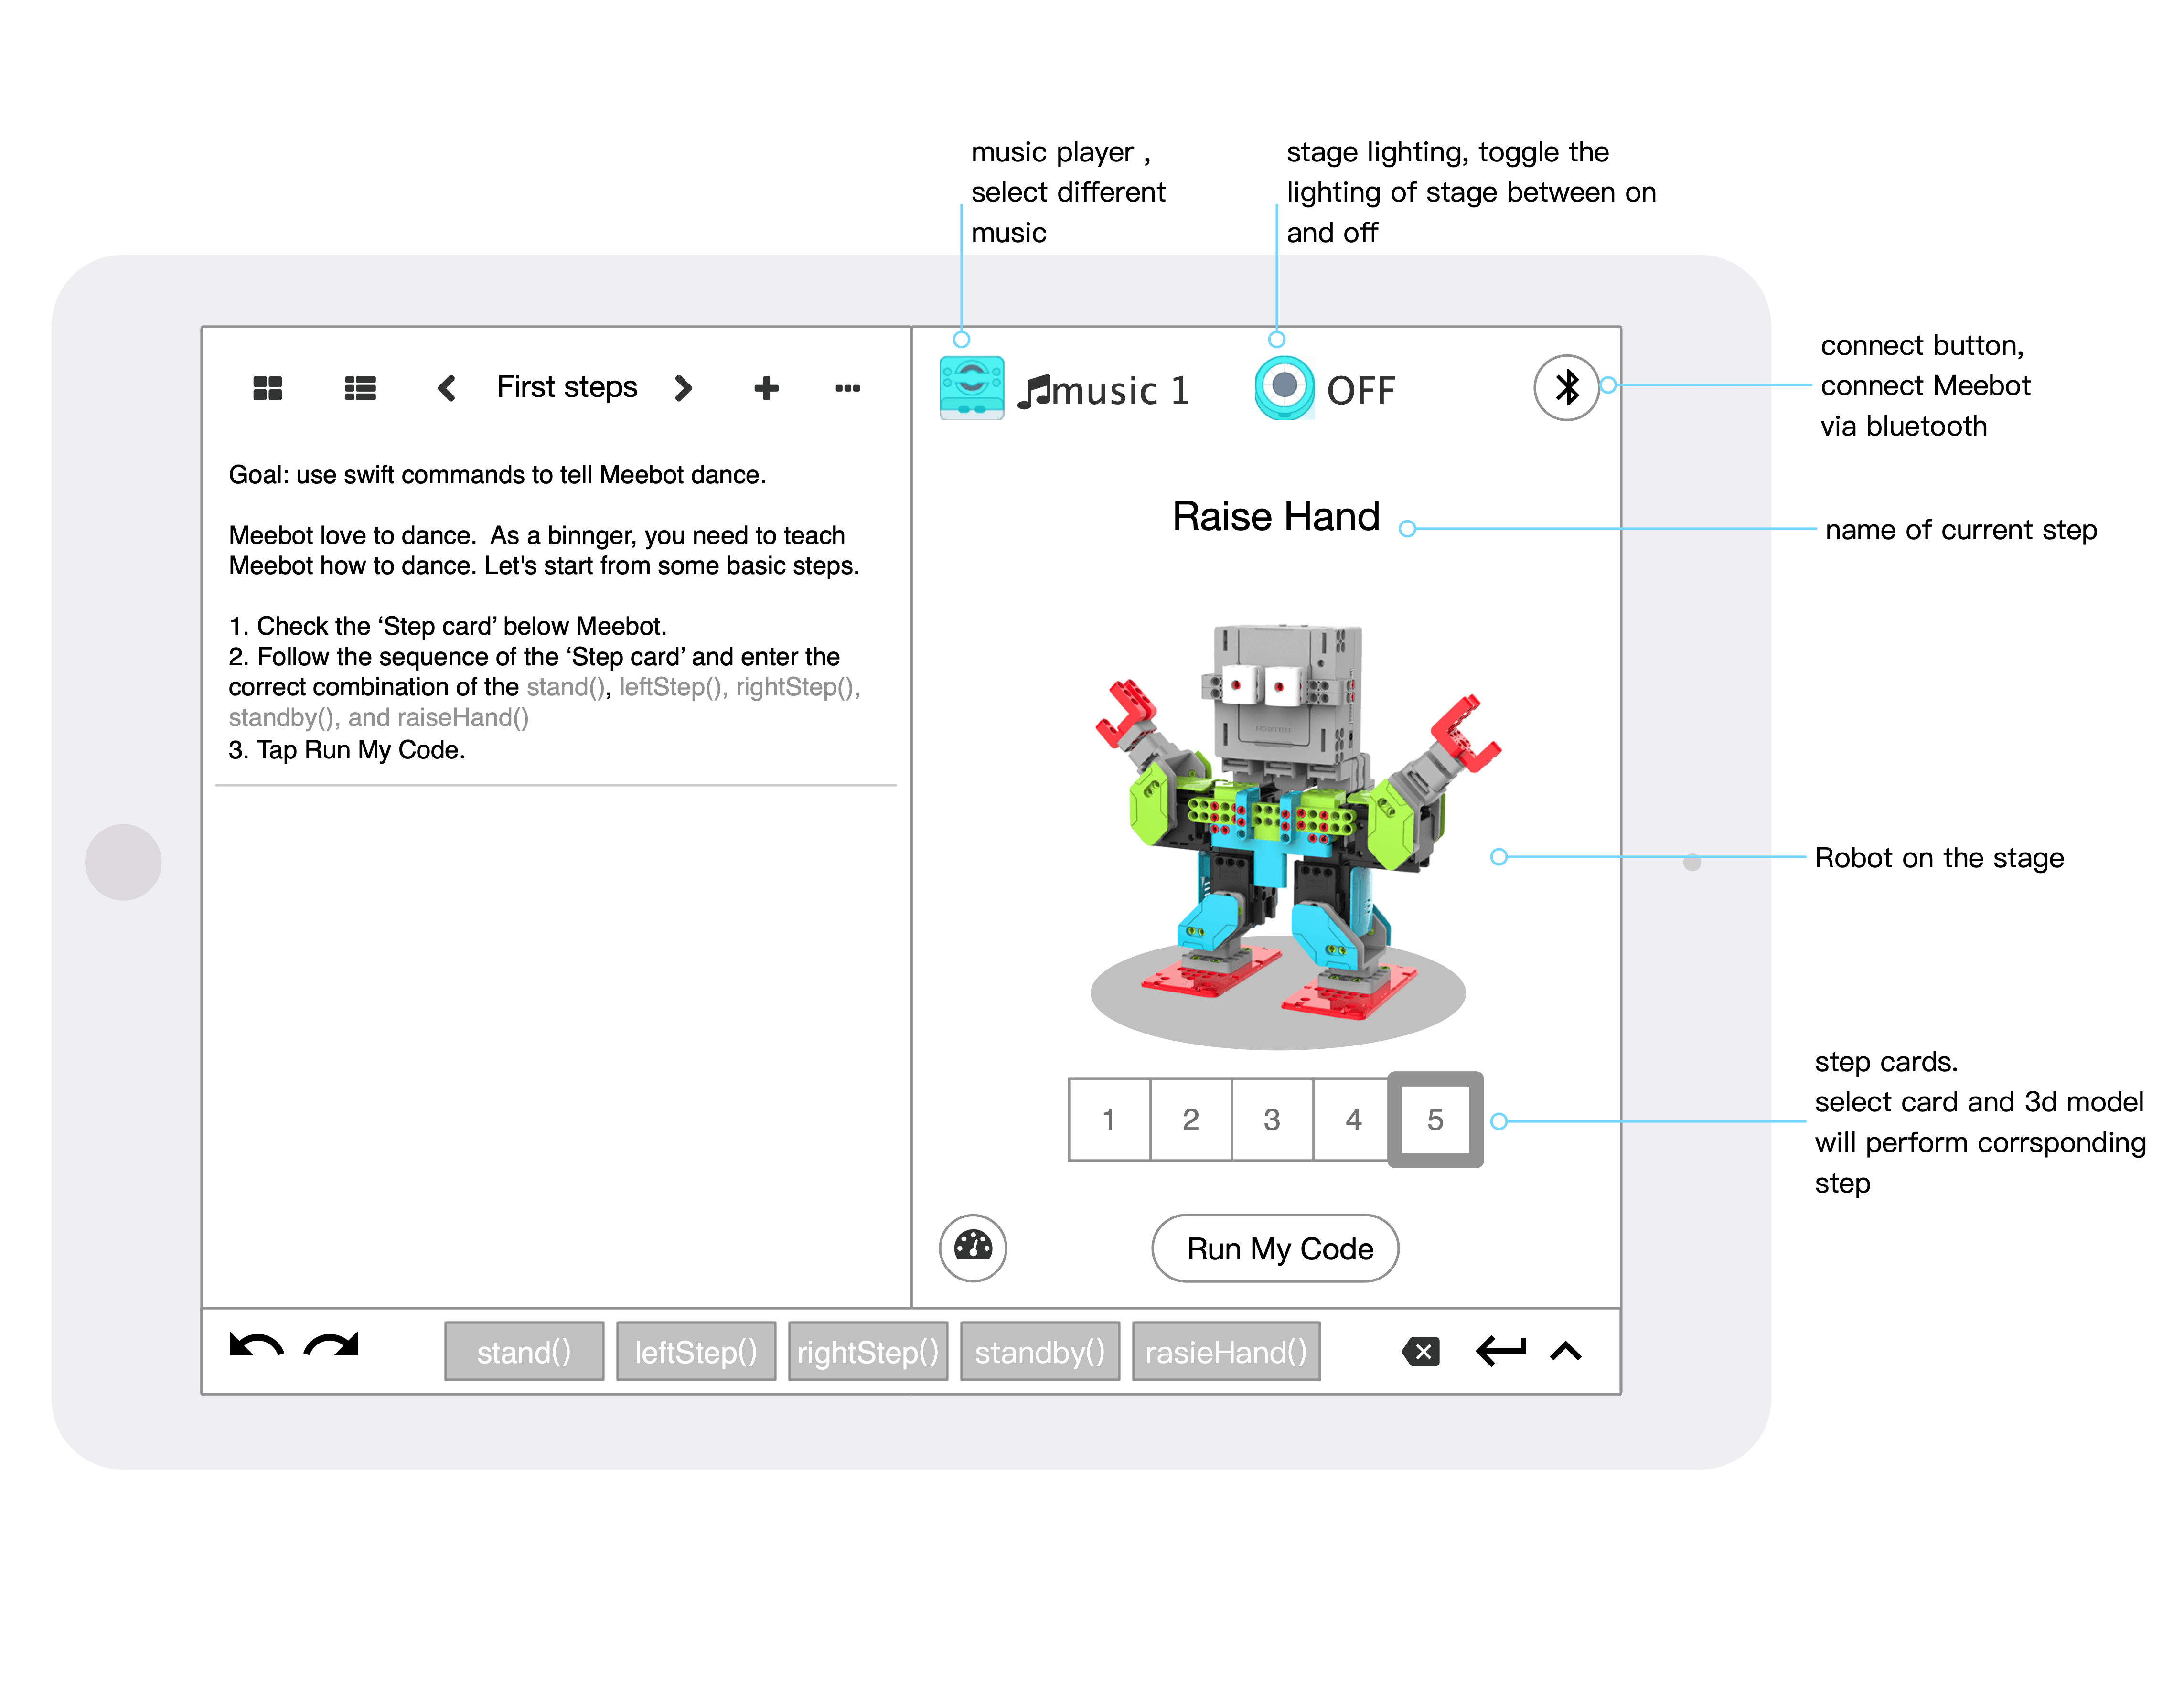 music player ,
select different
music
stage lighting, toggle the
lighting of stage between on
and off
First steps
music 1
OFF
connect button,
connect Meebot
via bluetooth
Goal: use swift commands to tell Meebot dance.
Meebot love to dance.  As a binnger, you need to teach
Meebot how to dance. Let's start from some basic steps.
1. Check the ‘Step card’ below Meebot.
2. Follow the sequence of the ‘Step card’ and enter the
correct combination of the stand(), leftStep(), rightStep(),
standby(), and raiseHand()
3. Tap Run My Code.
Raise Hand
name of current step
Robot on the stage
1 2 3 4 5
step cards.
select card and 3d model
will perform corrsponding
step
Run My Code
stand() leftStep() rightStep() standby() rasieHand()